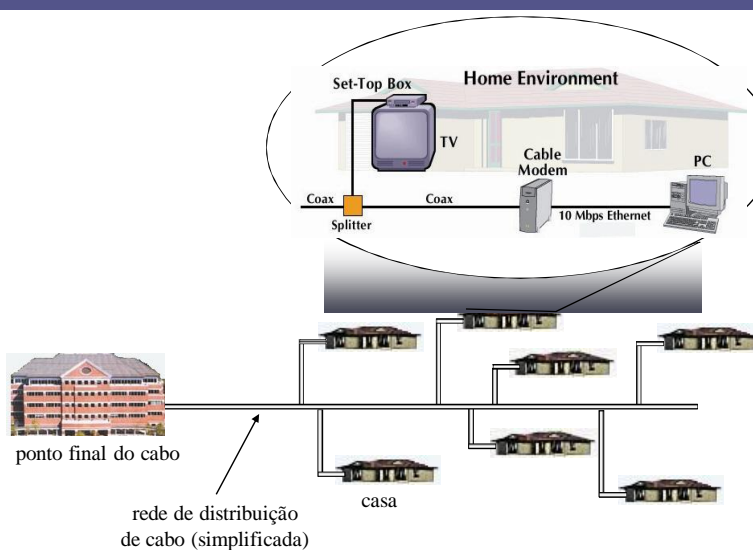 Home Environment
Set-Top Box
TV
Cable
Modem
PC
Coax
Coax
10 Mbps Ethernet
Splitter
ponto final do cabo
casa
rede de distribuição
de cabo (simplificada)